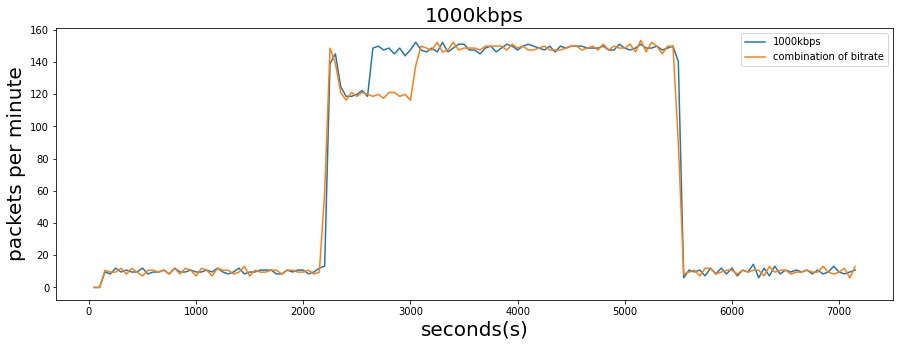 1000kbps
packets per minute
160
140
120
100
80
60
40
20
0
1000kbps
combination of bitrate
0 1000 2000 3000 4000 5000 6000 7000
seconds(s)